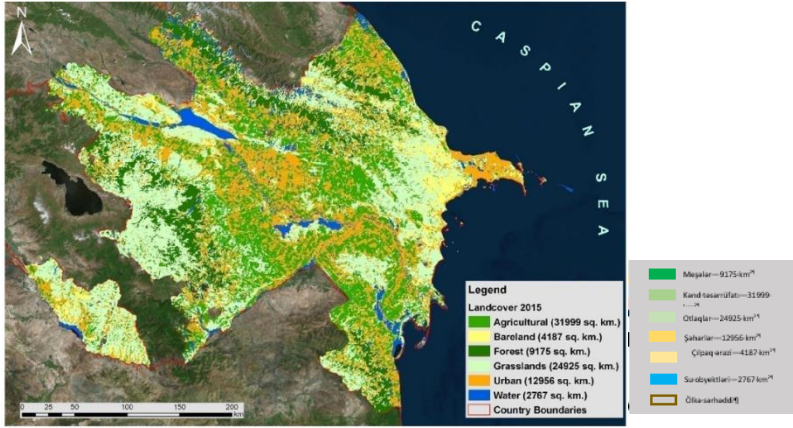 N
CASPIAN SEA
Legend
Landcover 2015
Agricultural (31999 sq. km.)
Bareland (4187 sq. km.)
Forest (9175 sq. km.)
Grasslands (24925 sq. km.)
Urban (12956 sq. km.)
Water (2767 sq. km.)
Country Boundaries
0 25 50 100 150 200
km
Meşələr—9175·km²¶
Kənd·təsərrüfatı—31999·
Otlaqlar—24925·km²¶
Şəhərlər—12956·km²¶
Çılpaq·ərazi—4187·km²¶
Su·obyektləri—2767·km²¶
Ölkə·sərhəddi¶